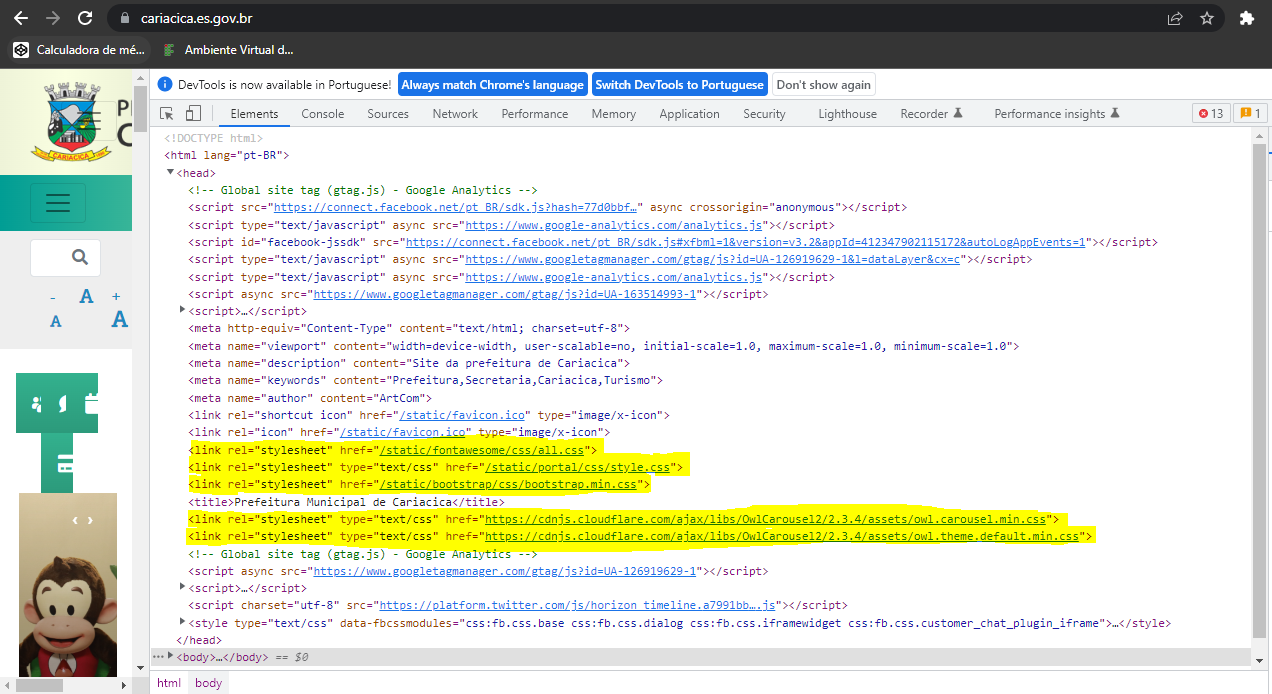 cariacica.es.gov.br
Calculadora de mé...
Ambiente Virtual d...
CARIACICA
P
C
- A +
A A
DevTools is now available in Portuguese!
Always match Chrome's language
Switch DevTools to Portuguese
Don't show again
Elements Console Sources Network Performance Memory Application Security Lighthouse Recorder Performance insights 13 1
<!DOCTYPE html>
<html lang="pt-BR">
<head>
<!-- Global site tag (gtag.js) - Google Analytics -->
<script src="https://connect.facebook.net/pt_BR/sdk.js?hash=77d0bbf…" async crossorigin="anonymous"></script>
<script type="text/javascript" async src="https://www.google-analytics.com/analytics.js"></script>
<script id="facebook-jssdk" src="https://connect.facebook.net/pt_BR/sdk.js#xfbml=1&version=v3.2&appId=412347902115172&autoLogAppEvents=1"></script>
<script type="text/javascript" async src="https://www.googletagmanager.com/gtag/js?id=UA-126919629-1&l=dataLayer&cx=c"></script>
<script type="text/javascript" async src="https://www.google-analytics.com/analytics.js"></script>
<script async src="https://www.googletagmanager.com/gtag/js?id=UA-163514993-1"></script>
<script>…</script>
<meta http-equiv="Content-Type" content="text/html; charset=utf-8">
<meta name="viewport" content="width=device-width, user-scalable=no, initial-scale=1.0, maximum-scale=1.0, minimum-scale=1.0">
<meta name="description" content="Site da prefeitura de Cariacica">
<meta name="keywords" content="Prefeitura,Secretaria,Cariacica,Turismo">
<meta name="author" content="ArtCom">
<link rel="shortcut icon" href="/static/favicon.ico" type="image/x-icon">
<link rel="icon" href="/static/favicon.ico" type="image/x-icon">
<link rel="stylesheet" href="/static/fontawesome/css/all.css">
<link rel="stylesheet" type="text/css" href="/static/portal/css/style.css">
<link rel="stylesheet" href="/static/bootstrap/css/bootstrap.min.css">
<title>Prefeitura Municipal de Cariacica</title>
<link rel="stylesheet" type="text/css" href="https://cdnjs.cloudflare.com/ajax/libs/OwlCarousel2/2.3.4/assets/owl.carousel.min.css">
<link rel="stylesheet" type="text/css" href="https://cdnjs.cloudflare.com/ajax/libs/OwlCarousel2/2.3.4/assets/owl.theme.default.min.css">
<!-- Global site tag (gtag.js) - Google Analytics -->
<script async src="https://www.googletagmanager.com/gtag/js?id=UA-126919629-1"></script>
<script>…</script>
<script charset="utf-8" src="https://platform.twitter.com/js/horizon_timeline.a7991bb….js"></script>
<style type="text/css" data-fbcssmodules="css:fb.css.base css:fb.css.dialog css:fb.css.iframewidget css:fb.css.customer_chat_plugin_iframe">…</style>
</head>
<body>…</body> == $0
html body